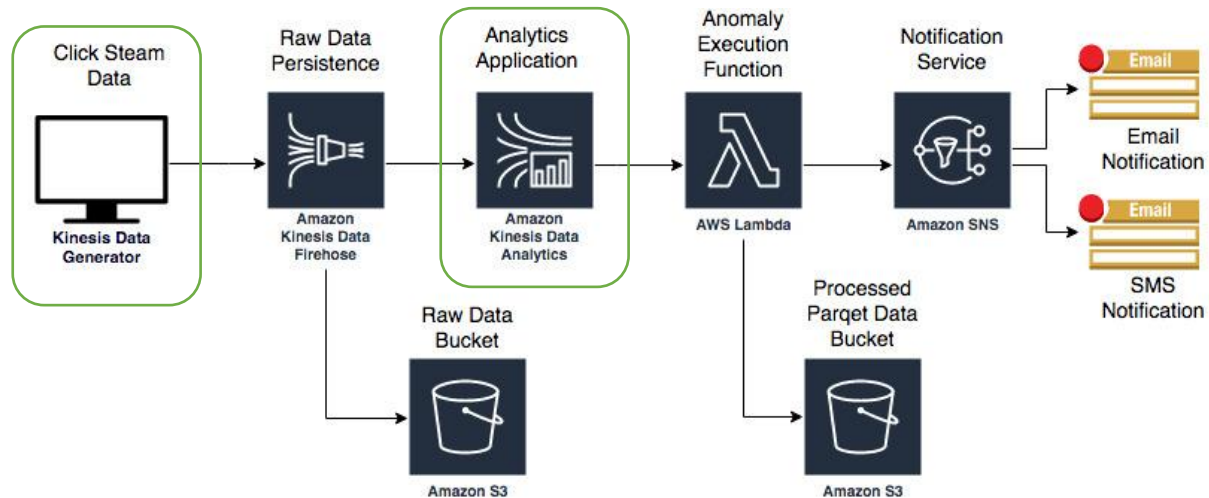 Click Steam
Data
Kinesis Data
Generator
Raw Data
Persistence
Amazon
Kinesis Data
Firehose
Analytics
Application
Amazon
Kinesis Data
Analytics
Anomaly
Execution
Function
AWS Lambda
Notification
Service
Amazon SNS
Email
Email
Notification
Email
SMS
Notification
Raw Data
Bucket
Amazon S3
Processed
Parqet Data
Bucket
Amazon S3